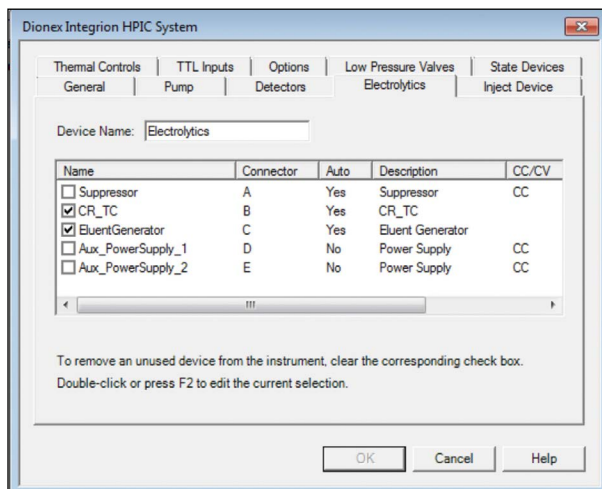 Dionex Integrion HPIC System
Thermal Controls TTL Inputs Options Low Pressure Valves State Devices
General Pump Detectors Electrolytics Inject Device
Device Name: Electrolytics
Name Connector Auto Description CC/CV
Suppressor A Yes Suppressor CC
CR_TC B Yes CR_TC
EluentGenerator C Yes Eluent Generator
Aux_PowerSupply_1 D No Power Supply CC
Aux_PowerSupply_2 E No Power Supply CC
To remove an unused device from the instrument, clear the corresponding check box.
Double-click or press F2 to edit the current selection.
OK Cancel Help